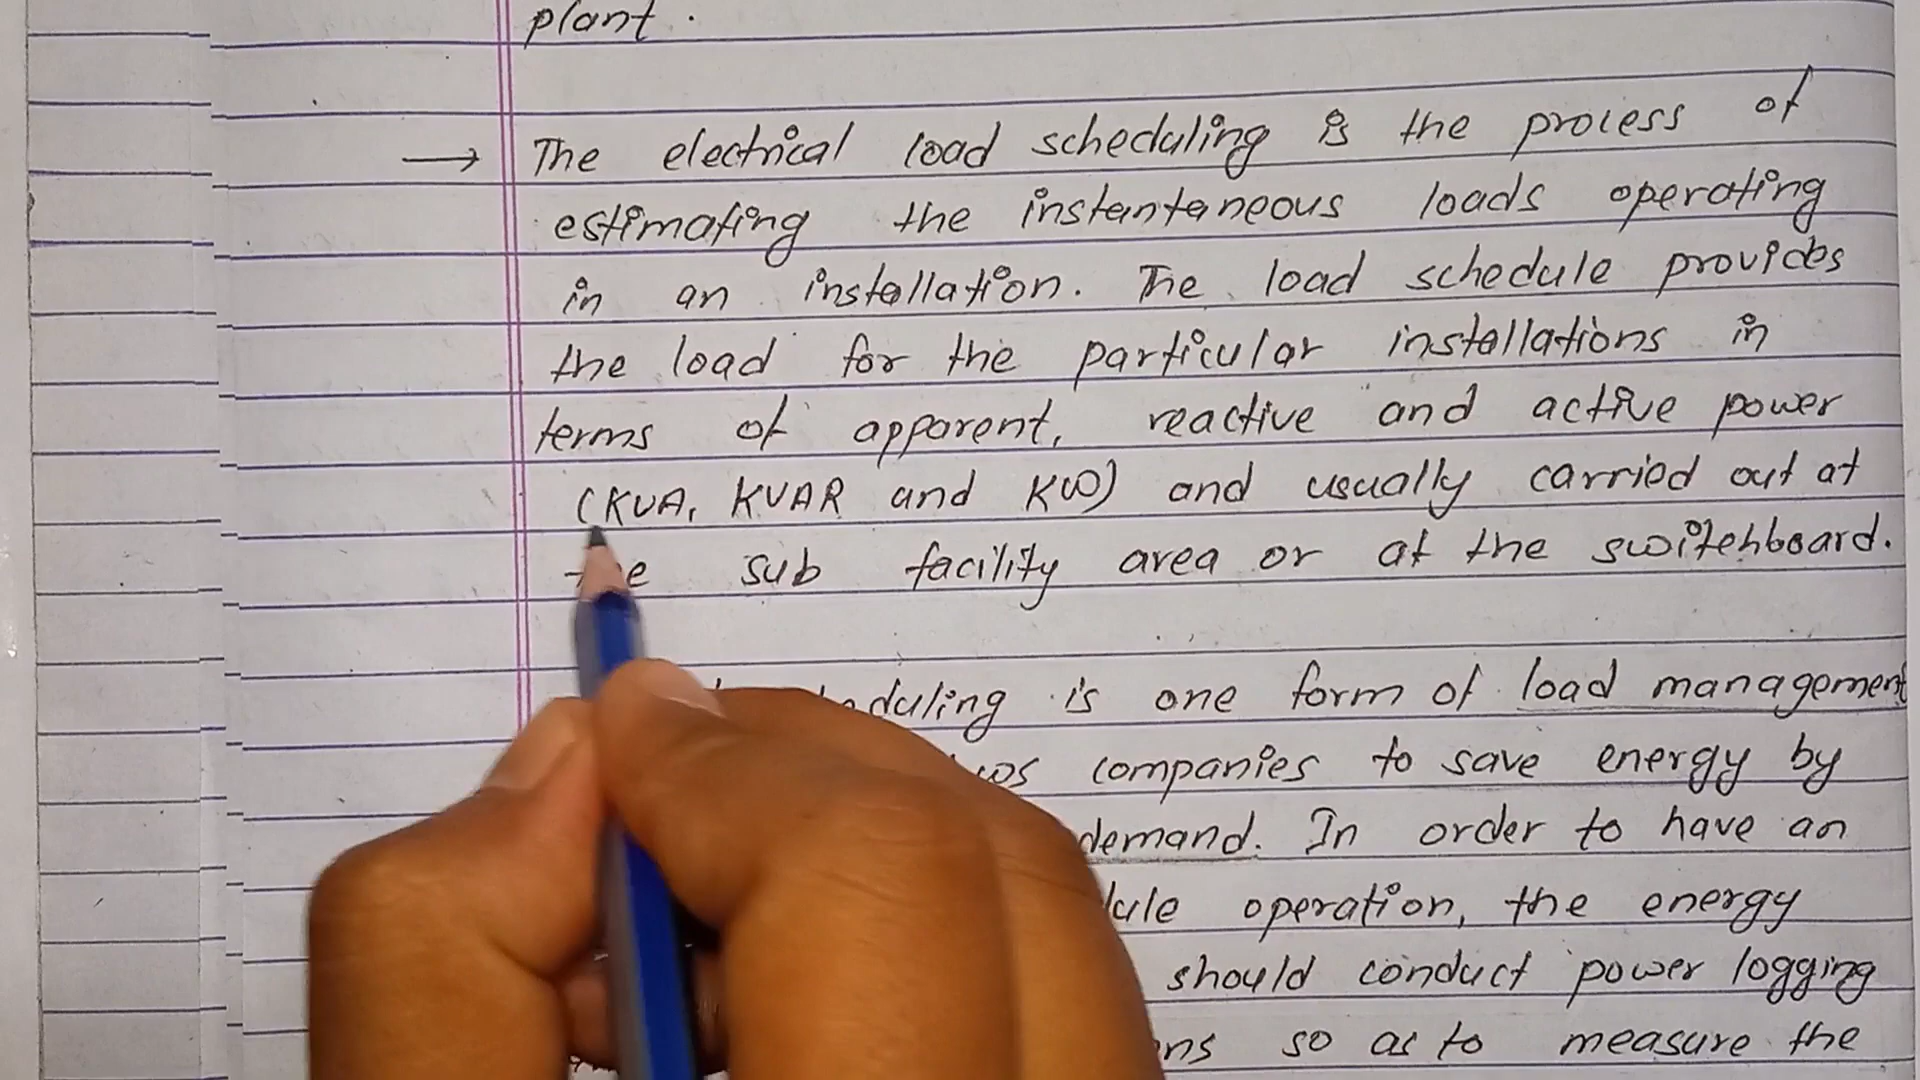 plant.
→ The electrical load scheduling is the process of
estimating the instantaneous loads operating
in an installation. The load schedule provides
the load for the particular installations in
terms of apparent, reactive and active power
(KVA, KVAR and KW) and usually carried out at
the sub facility area or at the switchboard.
is one form of load management
companies to save energy by
demand. In order to have an
operation, the energy
should conduct power logging
so as to measure the